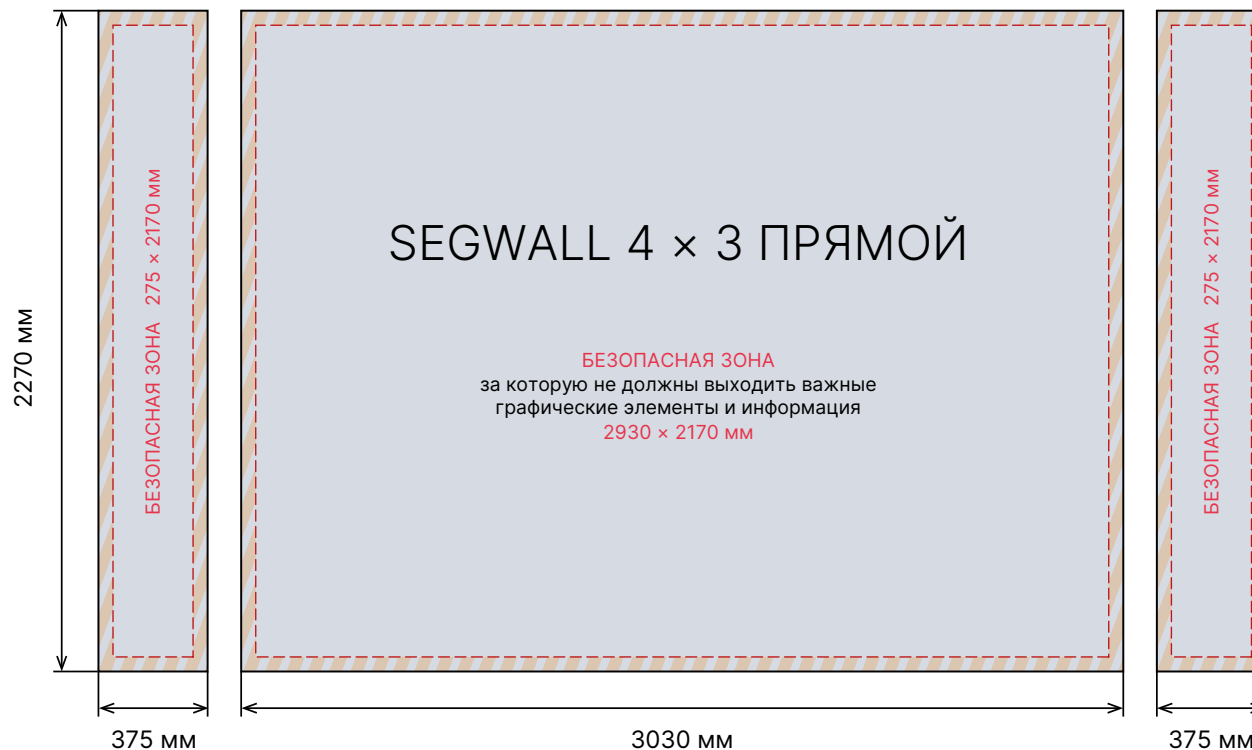 2270 мм
БЕЗОПАСНАЯ ЗОНА 275 × 2170 мм
SEGWALL 4 × 3 ПРЯМОЙ
БЕЗОПАСНАЯ ЗОНА
за которую не должны выходить важные
графические элементы и информация
2930 × 2170 мм
БЕЗОПАСНАЯ ЗОНА 275 × 2170 мм
375 мм
3030 мм
375 мм